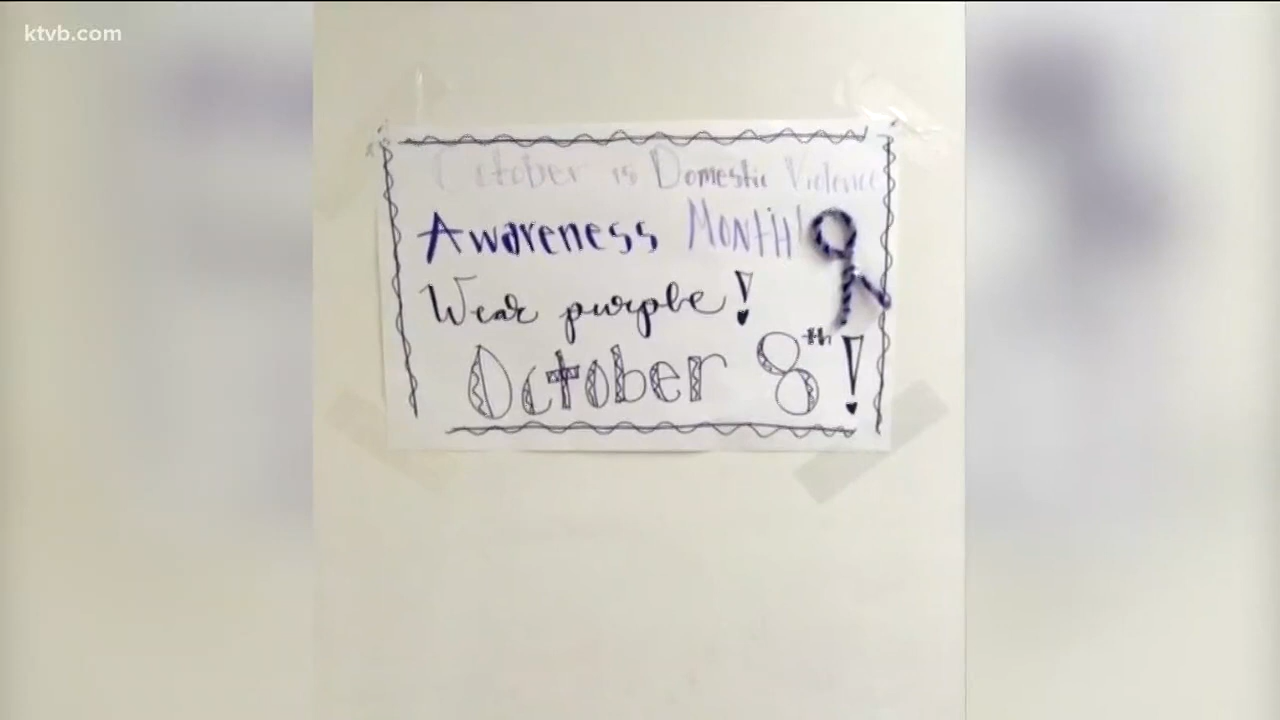 ktvb.com
October is Domestic Violence
Awareness Month!
Wear purple!
October 8th!